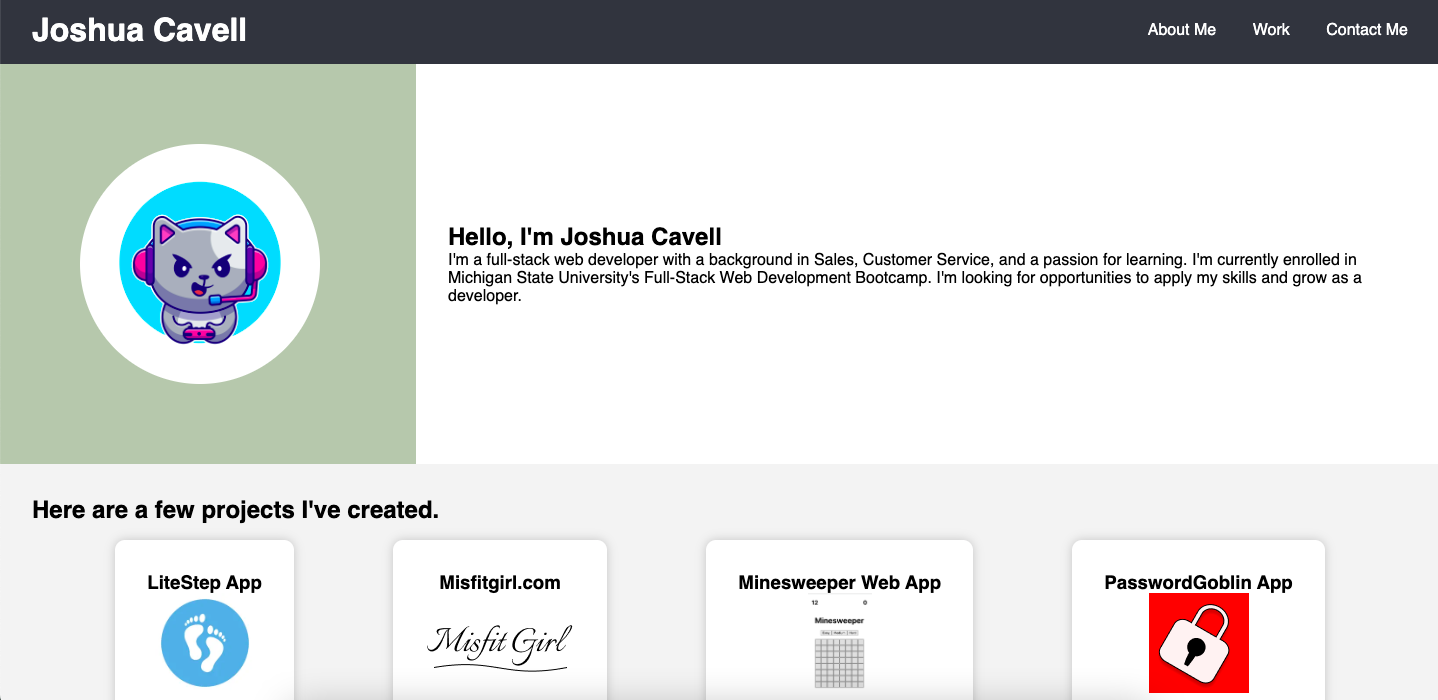 Joshua Cavell
About Me Work Contact Me
Hello, I'm Joshua Cavell
I'm a full-stack web developer with a background in Sales, Customer Service, and a passion for learning. I'm currently enrolled in
Michigan State University's Full-Stack Web Development Bootcamp. I'm looking for opportunities to apply my skills and grow as a
developer.
Here are a few projects I've created.
LiteStep App
Misfitgirl.com
Misfit Girl
Minesweeper Web App
12 0
Minesweeper
PasswordGoblin App